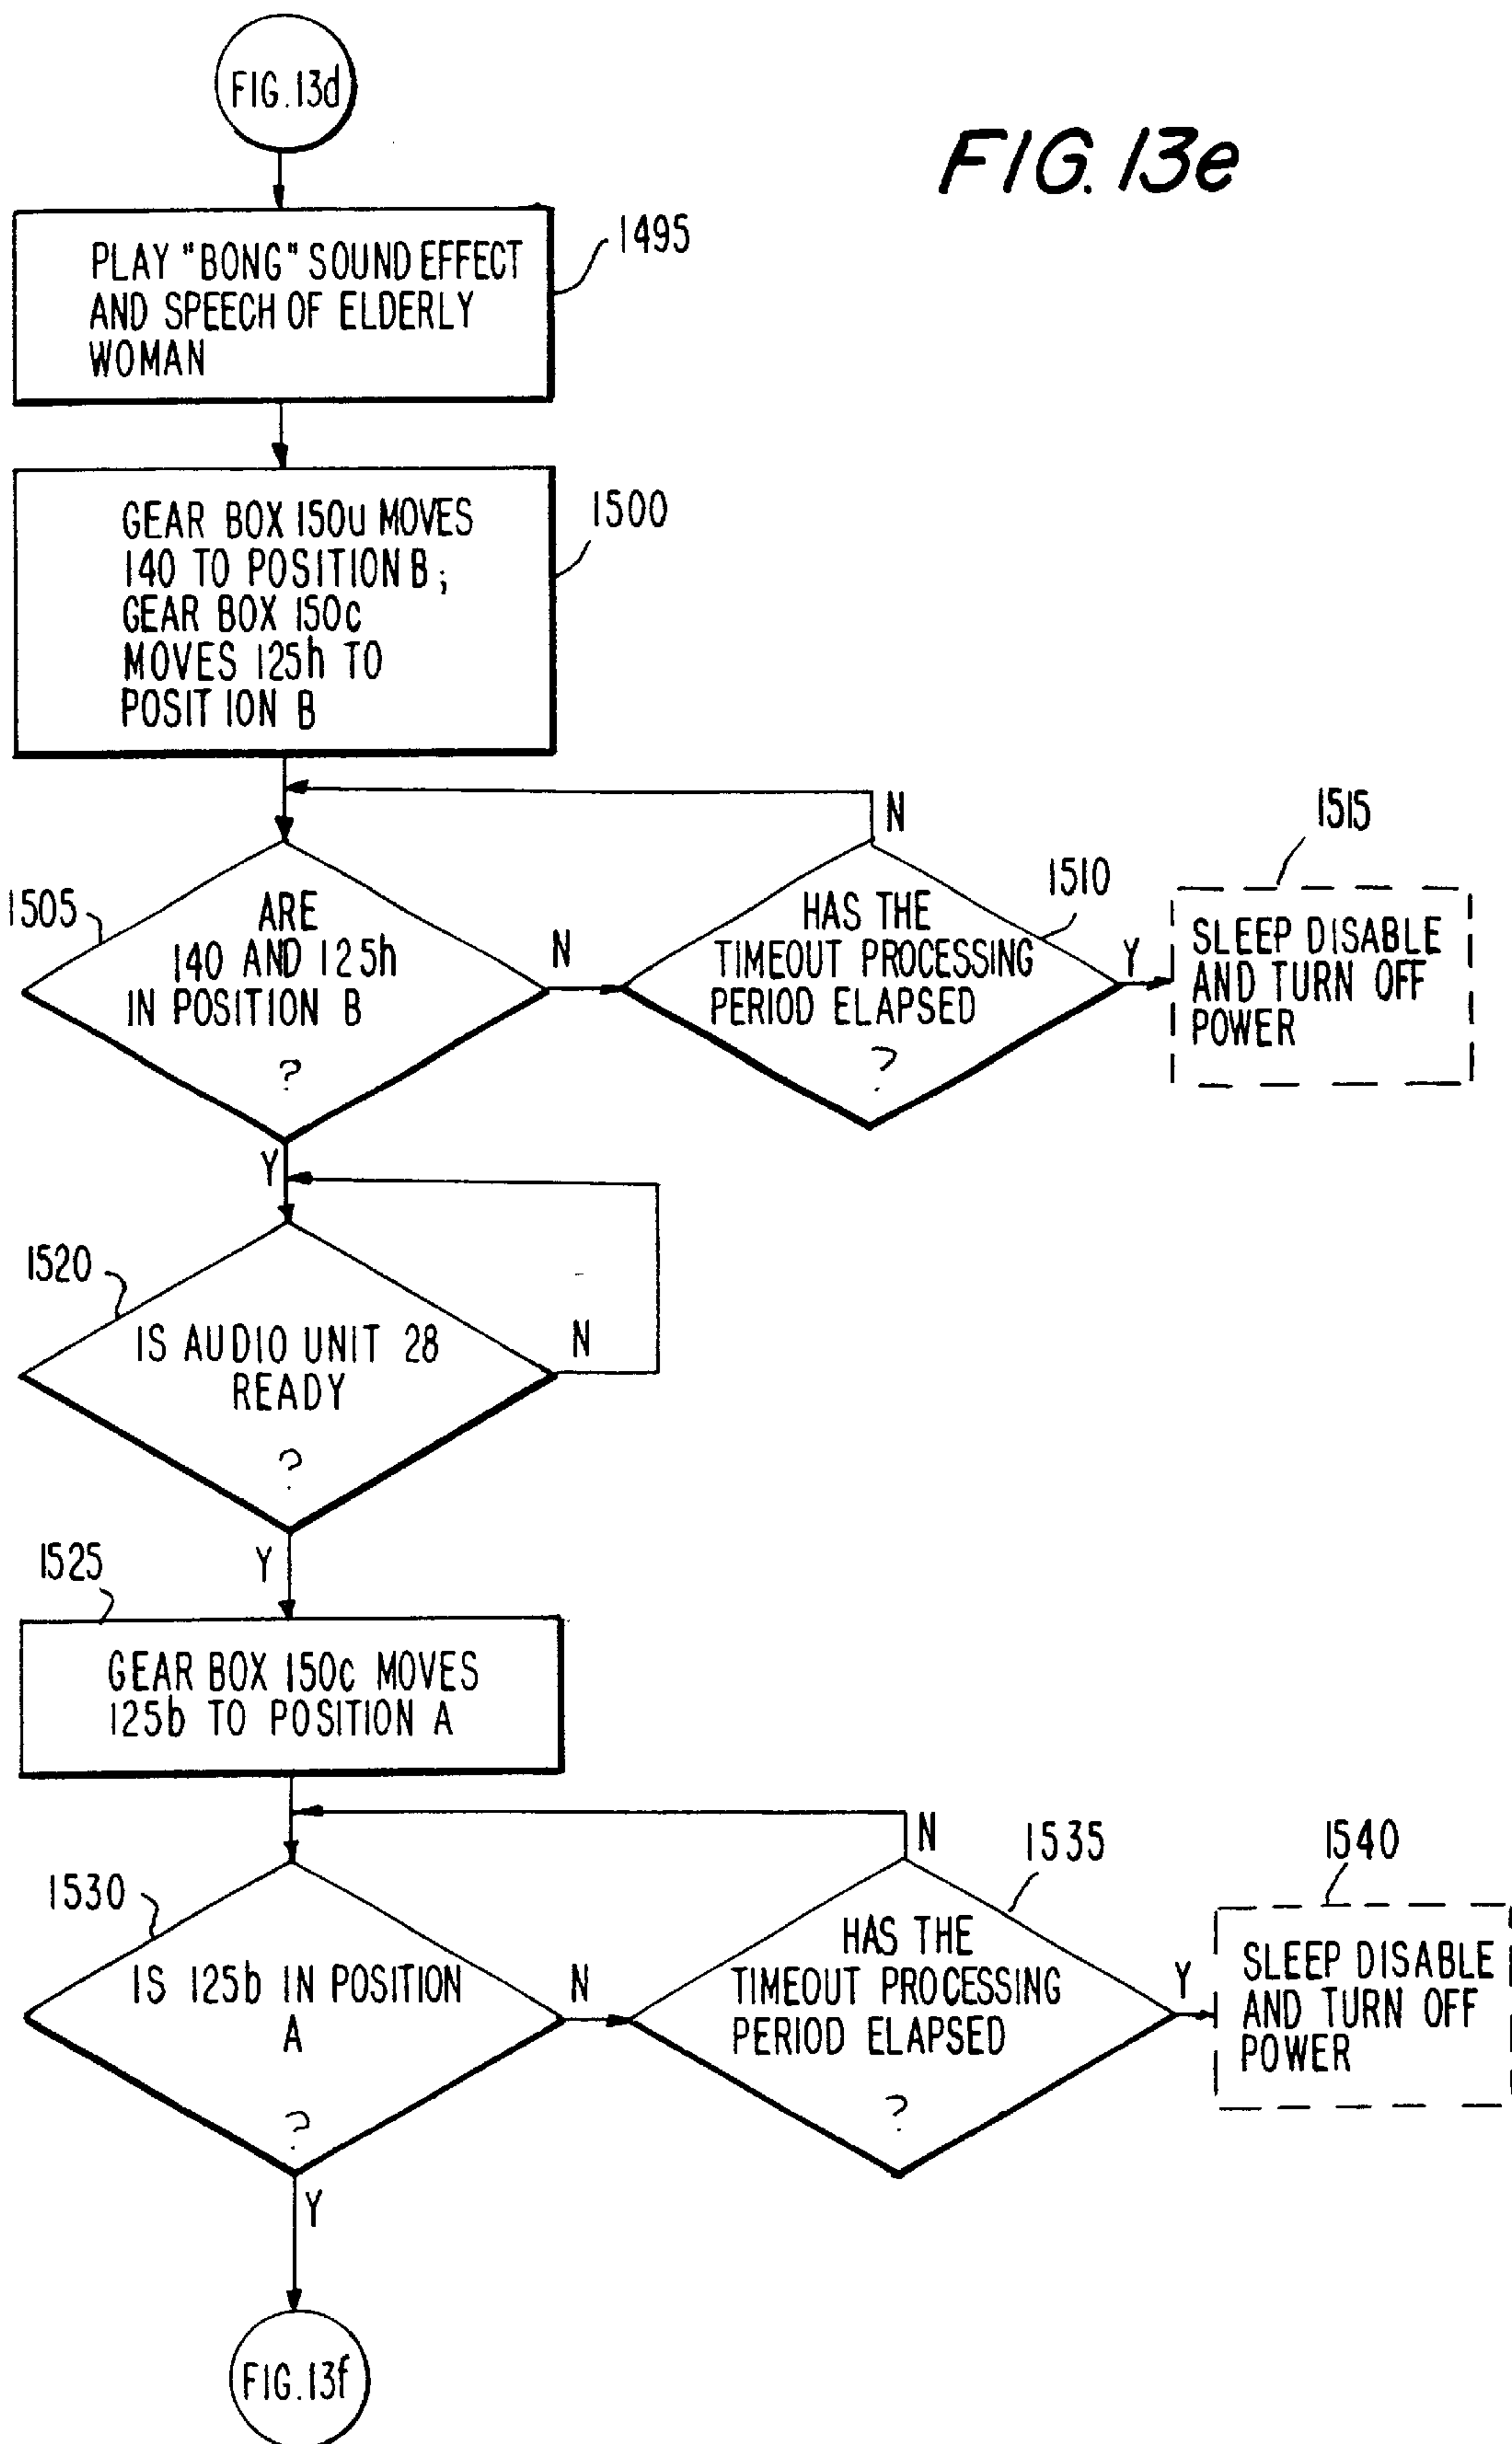 FIG.13d
FIG. 13e
PLAY "BONG" SOUND EFFECT
AND SPEECH OF ELDERLY
WOMAN
1495
GEAR BOX 150u MOVES
140 TO POSITION B;
GEAR BOX 150c
MOVES 125h TO
POSITION B
1500
1505
ARE
140 AND 125h
IN POSITION B
?
N
Y
HAS THE
TIMEOUT PROCESSING
PERIOD ELAPSED
?
1510
N
Y
1515
SLEEP DISABLE
AND TURN OFF
POWER
1520
IS AUDIO UNIT 28
READY
?
N
Y
1525
GEAR BOX 150c MOVES
125b TO POSITION A
1530
IS 125b IN POSITION
A
?
N
Y
HAS THE
TIMEOUT PROCESSING
PERIOD ELAPSED
?
1535
N
Y
1540
SLEEP DISABLE
AND TURN OFF
POWER
FIG.13f